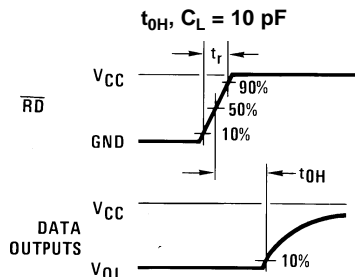 t0H, CL = 10 pF
tr
VCC
90%
RD
50%
10%
GND
t0H
VCC
DATA
OUTPUTS
10%
VOL